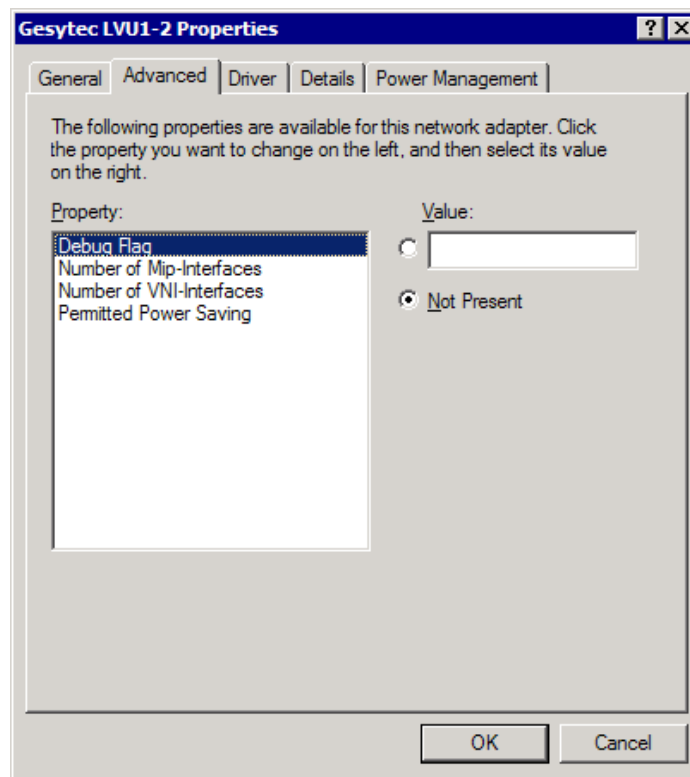 Gesytec LVU1-2 Properties
General Advanced Driver Details Power Management
The following properties are available for this network adapter. Click
the property you want to change on the left, and then select its value
on the right.
Property:
Value:
Debug Flag
Number of Mip-Interfaces
Number of VNI-Interfaces
Permitted Power Saving
Not Present
OK Cancel